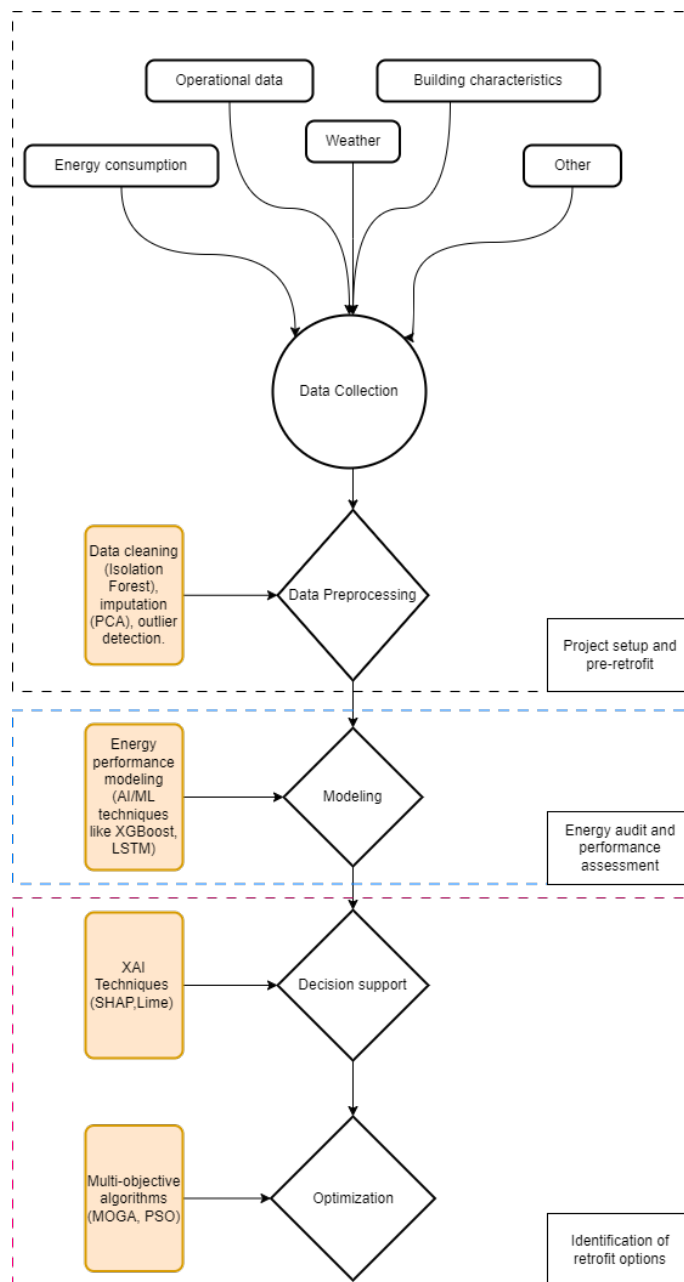 Operational data
Building characteristics
Weather
Energy consumption
Other
Data Collection
Data cleaning
(Isolation
Forest),
imputation
(PCA), outlier
detection.
Data Preprocessing
Project setup and
pre-retrofit
Energy
performance
modeling
(AI/ML
techniques
like XGBoost,
LSTM)
Modeling
Energy audit and
performance
assessment
XAI
Techniques
(SHAP,Lime)
Decision support
Multi-objective
algorithms
(MOGA, PSO)
Optimization
Identification of
retrofit options